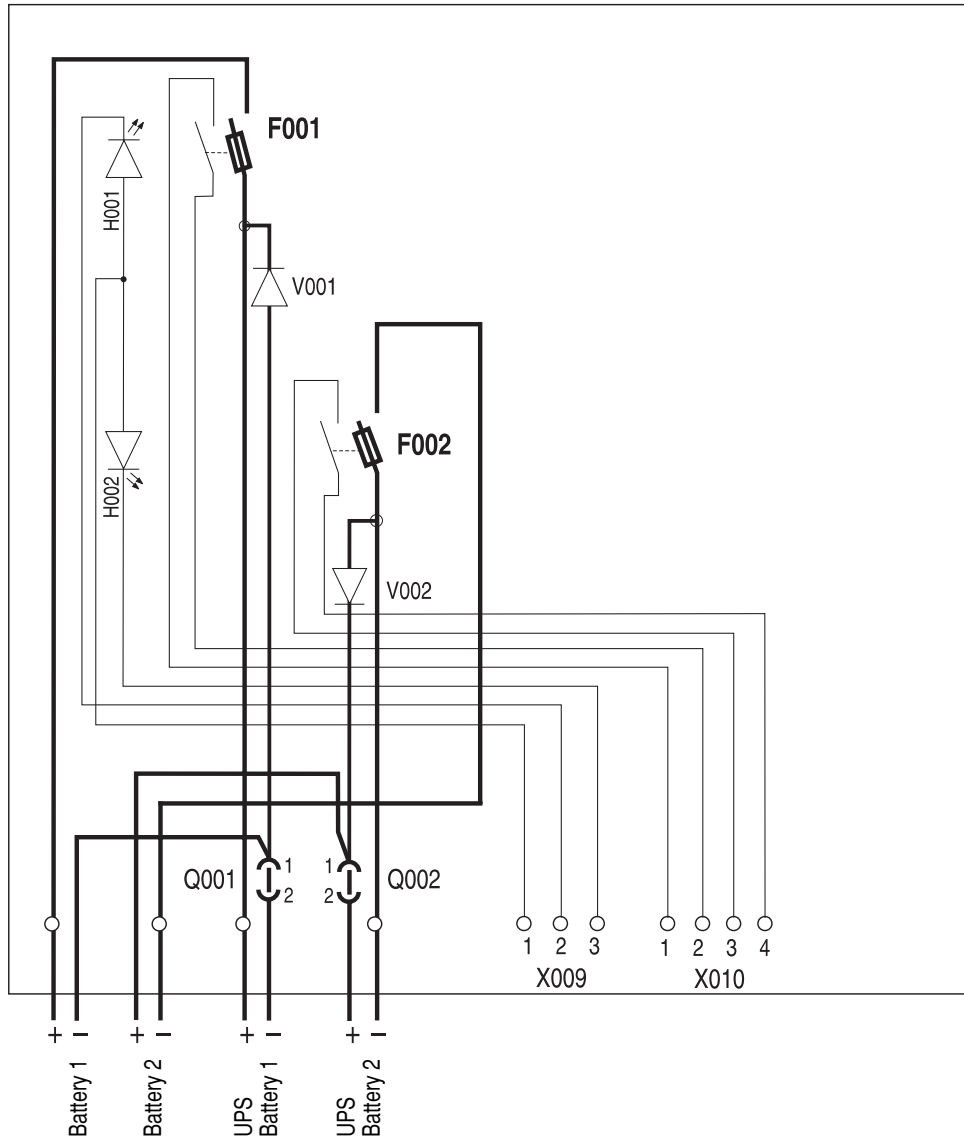 F001
H001
V001
F002
H002
V002
1
1
Q001
Q002
2
2
1 2 3
1 2 3 4
X009
X010
+ − + − + − + −
Battery 1
Battery 2
UPS
Battery 1
UPS
Battery 2